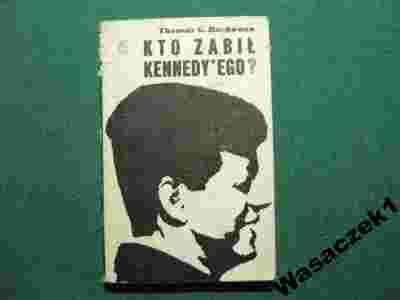 Thomas G. Buchanan
KTO ZABIŁ
KENNEDY'EGO?
Wasaczek1